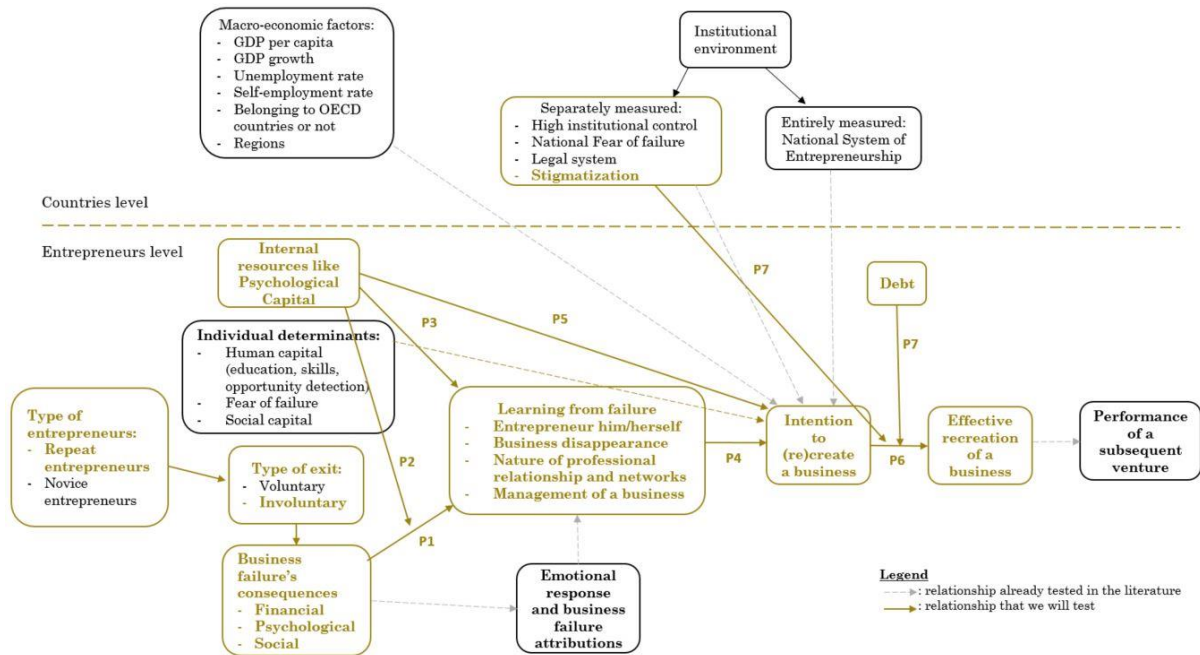 Macro-economic factors:
- GDP per capita
- GDP growth
- Unemployment rate
- Self-employment rate
- Belonging to OECD
countries or not
- Regions
Institutional
environment
Separately measured:
- High institutional control
- National Fear of failure
- Legal system
- Stigmatization
Entirely measured:
National System of
Entrepreneurship
Countries level
Entrepreneurs level
Internal
resources like
Psychological
Capital
P7
Debt
P3
P5
P7
Individual determinants:
- Human capital
(education, skills,
opportunity detection)
- Fear of failure
- Social capital
Type of
entrepreneurs:
- Repeat
entrepreneurs
- Novice
entrepreneurs
Type of exit:
- Voluntary
- Involuntary
P2
Learning from failure
- Entrepreneur him/herself
- Business disappearance
- Nature of professional
relationship and networks
- Management of a business
P4
Intention
to
(re)create
a business
P6
Effective
recreation
of a
business
Performance
of a
subsequent
venture
P1
Business
failure's
consequences
- Financial
- Psychological
- Social
Emotional
response
and business
failure
attributions
Legend
: relationship already tested in the literature
: relationship that we will test